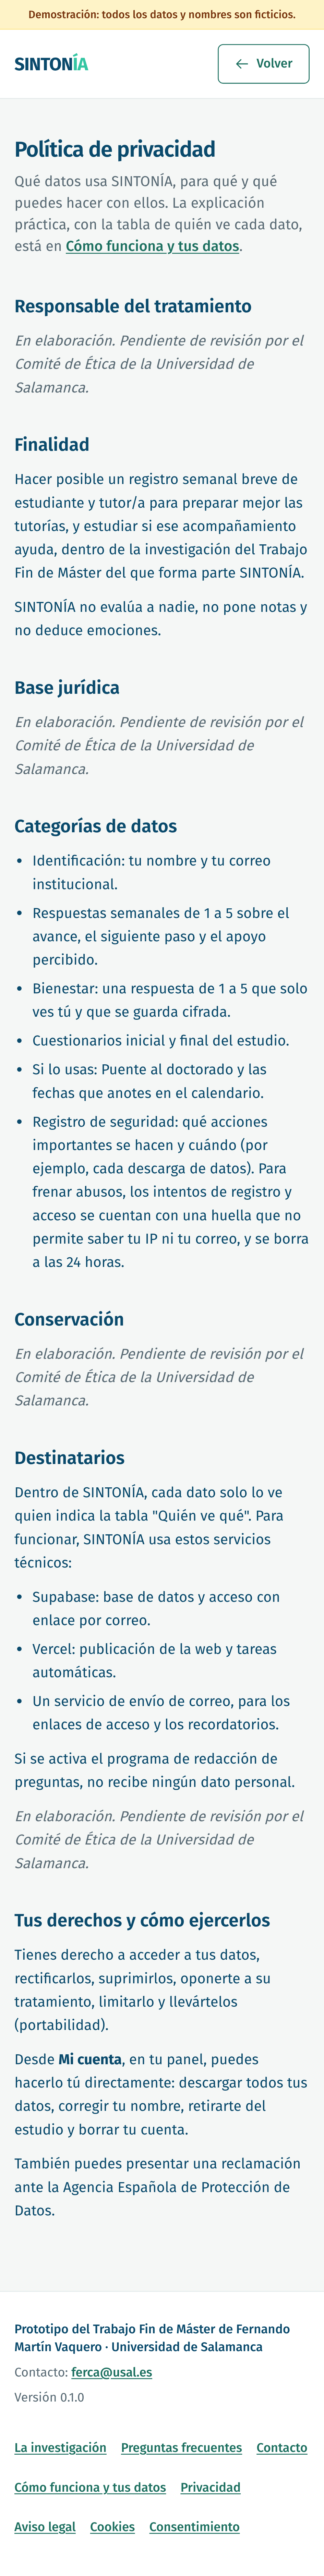 Demostración: todos los datos y nombres son ficticios.
SINTONÍA
Volver
Política de privacidad
Qué datos usa SINTONÍA, para qué y qué
puedes hacer con ellos. La explicación
práctica, con la tabla de quién ve cada dato,
está en Cómo funciona y tus datos.
Responsable del tratamiento
En elaboración. Pendiente de revisión por el
Comité de Ética de la Universidad de
Salamanca.
Finalidad
Hacer posible un registro semanal breve de
estudiante y tutor/a para preparar mejor las
tutorías, y estudiar si ese acompañamiento
ayuda, dentro de la investigación del Trabajo
Fin de Máster del que forma parte SINTONÍA.
SINTONÍA no evalúa a nadie, no pone notas y
no deduce emociones.
Base jurídica
En elaboración. Pendiente de revisión por el
Comité de Ética de la Universidad de
Salamanca.
Categorías de datos
• Identificación: tu nombre y tu correo
institucional.
• Respuestas semanales de 1 a 5 sobre el
avance, el siguiente paso y el apoyo
percibido.
• Bienestar: una respuesta de 1 a 5 que solo
ves tú y que se guarda cifrada.
• Cuestionarios inicial y final del estudio.
• Si lo usas: Puente al doctorado y las
fechas que anotes en el calendario.
• Registro de seguridad: qué acciones
importantes se hacen y cuándo (por
ejemplo, cada descarga de datos). Para
frenar abusos, los intentos de registro y
acceso se cuentan con una huella que no
permite saber tu IP ni tu correo, y se borra
a las 24 horas.
Conservación
En elaboración. Pendiente de revisión por el
Comité de Ética de la Universidad de
Salamanca.
Destinatarios
Dentro de SINTONÍA, cada dato solo lo ve
quien indica la tabla "Quién ve qué". Para
funcionar, SINTONÍA usa estos servicios
técnicos:
• Supabase: base de datos y acceso con
enlace por correo.
• Vercel: publicación de la web y tareas
automáticas.
• Un servicio de envío de correo, para los
enlaces de acceso y los recordatorios.
Si se activa el programa de redacción de
preguntas, no recibe ningún dato personal.
En elaboración. Pendiente de revisión por el
Comité de Ética de la Universidad de
Salamanca.
Tus derechos y cómo ejercerlos
Tienes derecho a acceder a tus datos,
rectificarlos, suprimirlos, oponerte a su
tratamiento, limitarlo y llevártelos
(portabilidad).
Desde Mi cuenta, en tu panel, puedes
hacerlo tú directamente: descargar todos tus
datos, corregir tu nombre, retirarte del
estudio y borrar tu cuenta.
También puedes presentar una reclamación
ante la Agencia Española de Protección de
Datos.
Prototipo del Trabajo Fin de Máster de Fernando
Martín Vaquero · Universidad de Salamanca
Contacto: ferca@usal.es
Versión 0.1.0
La investigación Preguntas frecuentes Contacto
Cómo funciona y tus datos Privacidad
Aviso legal Cookies Consentimiento